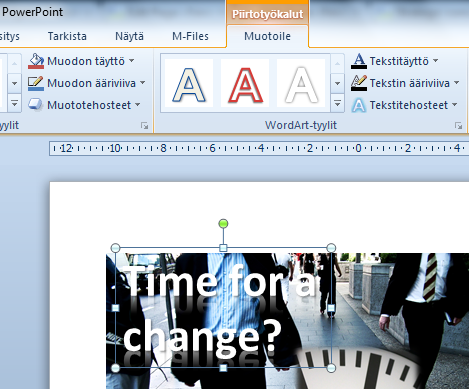 PowerPoint
Piirtotyökalut
sitys Tarkista Näytä M-Files Muotoile
Muodon täyttö
Muodon ääriviiva
Muototehosteet
A A A
Tekstitäyttö
Tekstin ääriviiva
Tekstitehosteet
yylit WordArt-tyylit
12 10 8 6 4 2 0 2 4
Time for a
change?